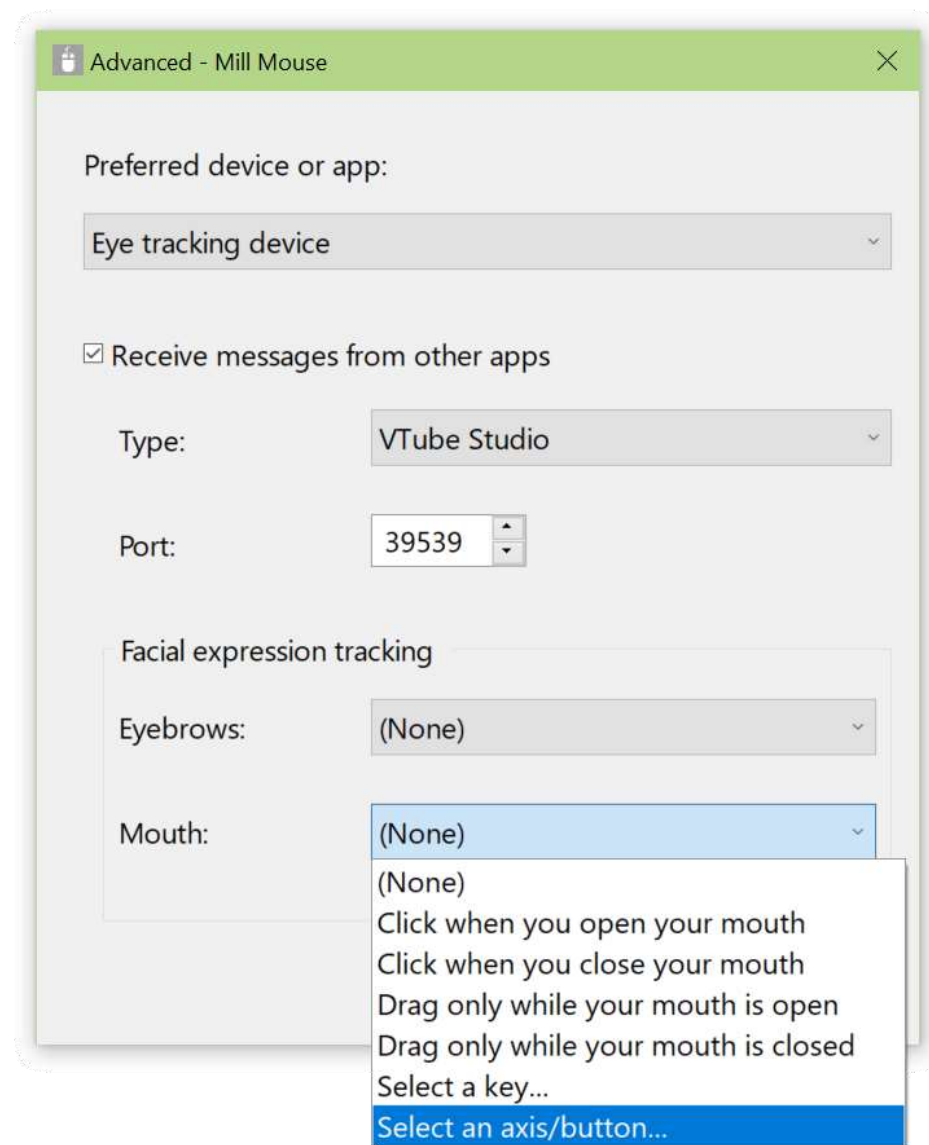 Advanced - Mill Mouse
Preferred device or app:
Eye tracking device
Receive messages from other apps
Type:
VTube Studio
Port:
39539
Facial expression tracking
Eyebrows:
(None)
Mouth:
(None)
(None)
Click when you open your mouth
Click when you close your mouth
Drag only while your mouth is open
Drag only while your mouth is closed
Select a key...
Select an axis/button...